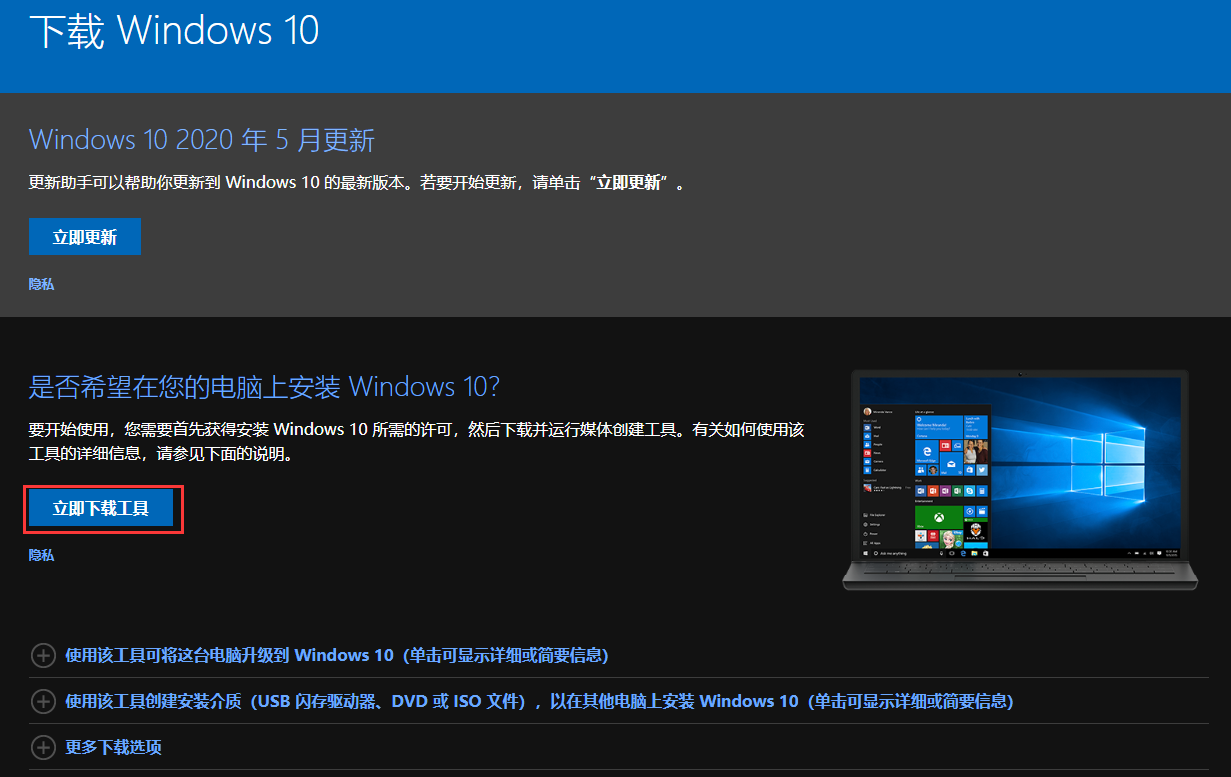 下载 Windows 10
Windows 10 2020 年 5 月更新
更新助手可以帮助你更新到 Windows 10 的最新版本。若要开始更新，请单击“立即更新”。
立即更新
隐私
是否希望在您的电脑上安装 Windows 10？
要开始使用，您需要首先获得安装 Windows 10 所需的许可，然后下载并运行媒体创建工具。有关如何使用该
工具的详细信息，请参见下面的说明。
立即下载工具
隐私
使用该工具可将这台电脑升级到 Windows 10（单击可显示详细或简要信息）
使用该工具创建安装介质（USB 闪存驱动器、DVD 或 ISO 文件），以在其他电脑上安装 Windows 10（单击可显示详细或简要信息）
更多下载选项